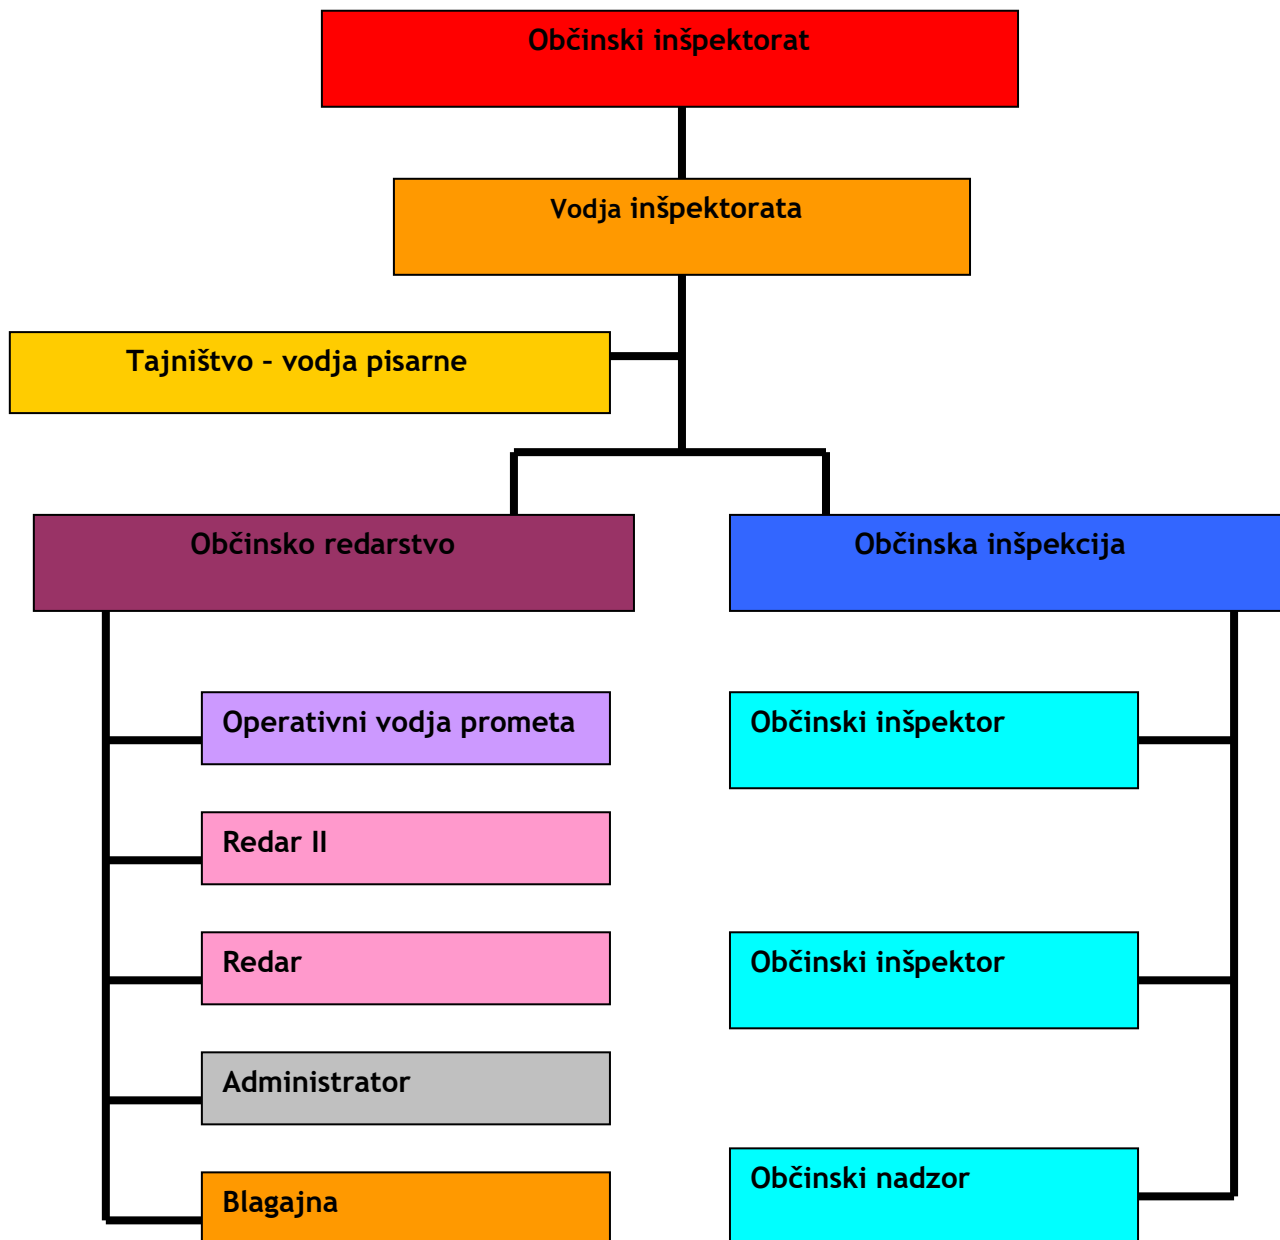 Občinski inšpektorat
Vodja inšpektorata
Tajništvo – vodja pisarne
Občinsko redarstvo
Občinska inšpekcija
Operativni vodja prometa
Redar II
Redar
Administrator
Blagajna
Občinski inšpektor
Občinski inšpektor
Občinski nadzor